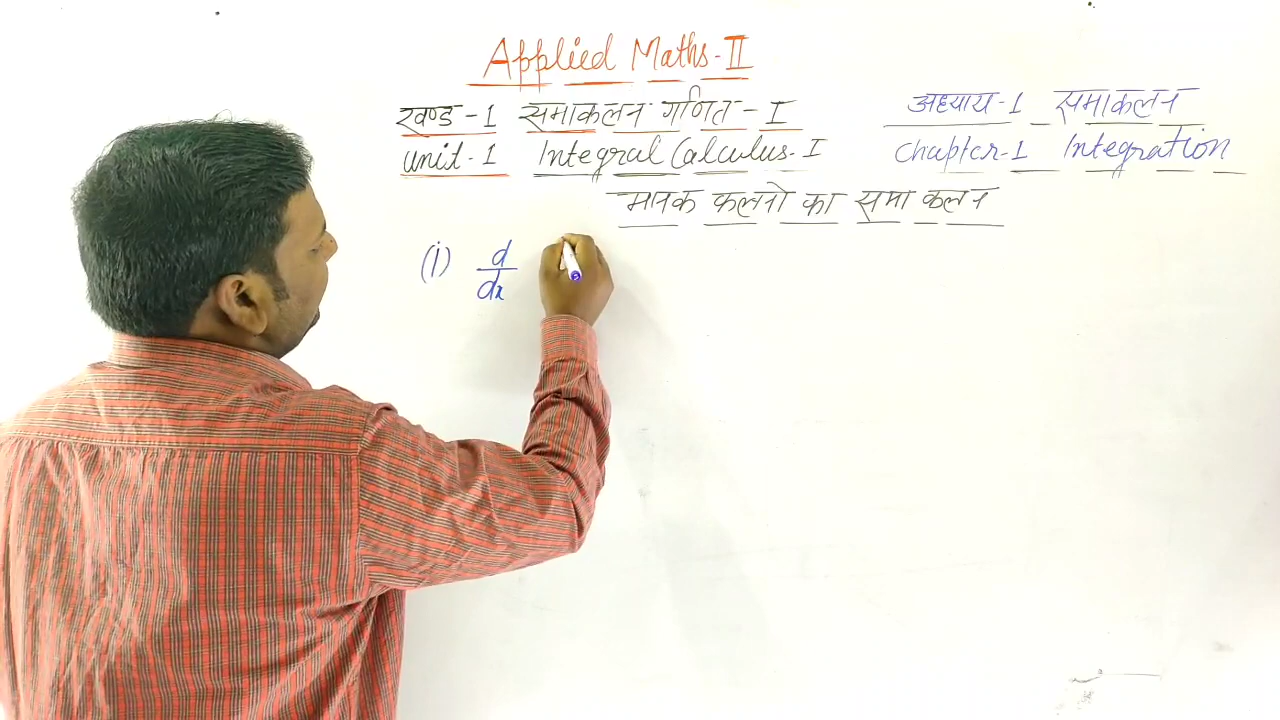 Applied Maths-II
खण्ड-1 समाकलन गणित-I
unit-1 Integral Calculus-I
अध्याय-1 समाकलन
chapter-1 Integration
मानक कलनो का समाकलन
(i) d/dx